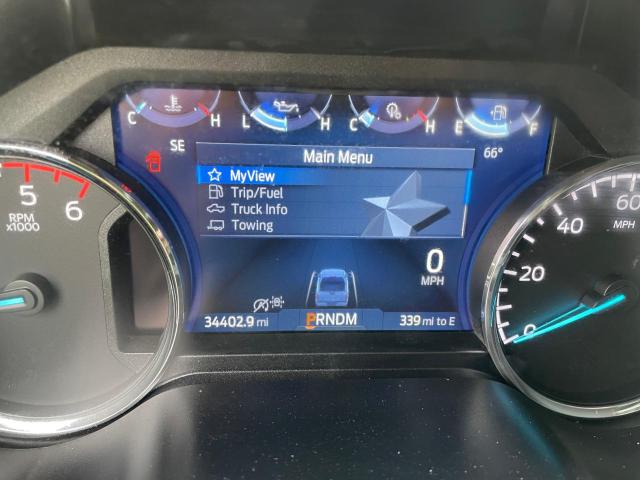 C H L H C H E F
SE
66°
Main Menu
MyView
Trip/Fuel
Truck Info
Towing
5 6
RPM
x1000
0
MPH
34402.9 mi
PRNDM
339 mi to E
60
MPH
40
20
0